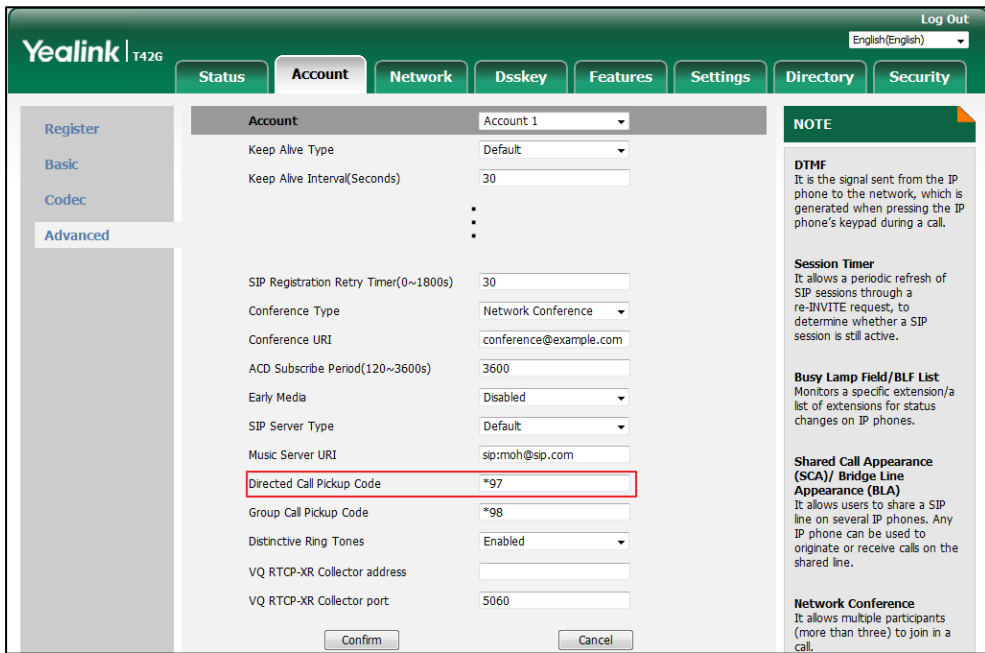 Log Out
English(English)
Yealink T42G
Status Account Network Dsskey Features Settings Directory Security
Register
Basic
Codec
Advanced
Account Account 1
Keep Alive Type Default
Keep Alive Interval(Seconds) 30
SIP Registration Retry Timer(0~1800s) 30
Conference Type Network Conference
Conference URI conference@example.com
ACD Subscribe Period(120~3600s) 3600
Early Media Disabled
SIP Server Type Default
Music Server URI sip:moh@sip.com
Directed Call Pickup Code *97
Group Call Pickup Code *98
Distinctive Ring Tones Enabled
VQ RTCP-XR Collector address
VQ RTCP-XR Collector port 5060
Confirm Cancel
NOTE
DTMF
It is the signal sent from the IP
phone to the network, which is
generated when pressing the IP
phone's keypad during a call.
Session Timer
It allows a periodic refresh of
SIP sessions through a
re-INVITE request, to
determine whether a SIP
session is still active.
Busy Lamp Field/BLF List
Monitors a specific extension/a
list of extensions for status
changes on IP phones.
Shared Call Appearance
(SCA)/ Bridge Line
Appearance (BLA)
It allows users to share a SIP
line on several IP phones. Any
IP phone can be used to
originate or receive calls on the
shared line.
Network Conference
It allows multiple participants
(more than three) to join in a
call.